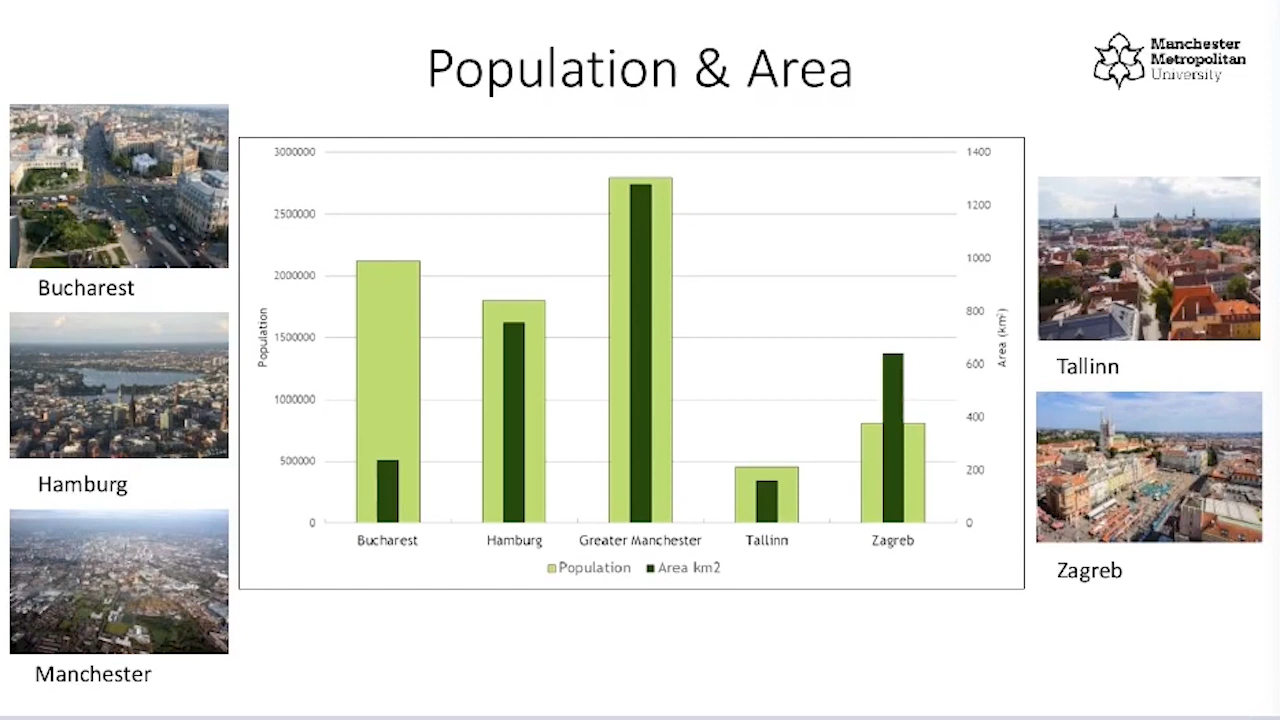 Population & Area
Manchester
Metropolitan
University
Bucharest
Hamburg
Manchester
3000000
2500000
2000000
1500000
1000000
500000
0
Population
1400
1200
1000
800
600
400
200
0
Area (km²)
Bucharest
Hamburg
Greater Manchester
Tallinn
Zagreb
Population
Area km2
Tallinn
Zagreb